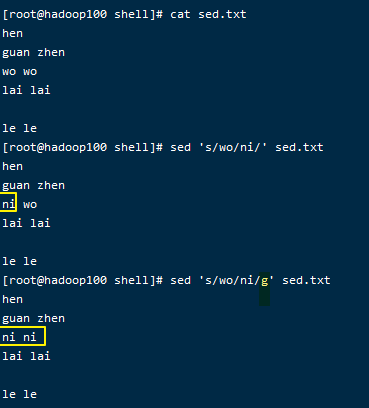 [root@hadoop100 shell]# cat sed.txt
hen
guan zhen
wo wo
lai lai

le le
[root@hadoop100 shell]# sed 's/wo/ni/' sed.txt
hen
guan zhen
ni wo
lai lai

le le
[root@hadoop100 shell]# sed 's/wo/ni/g' sed.txt
hen
guan zhen
ni ni
lai lai

le le